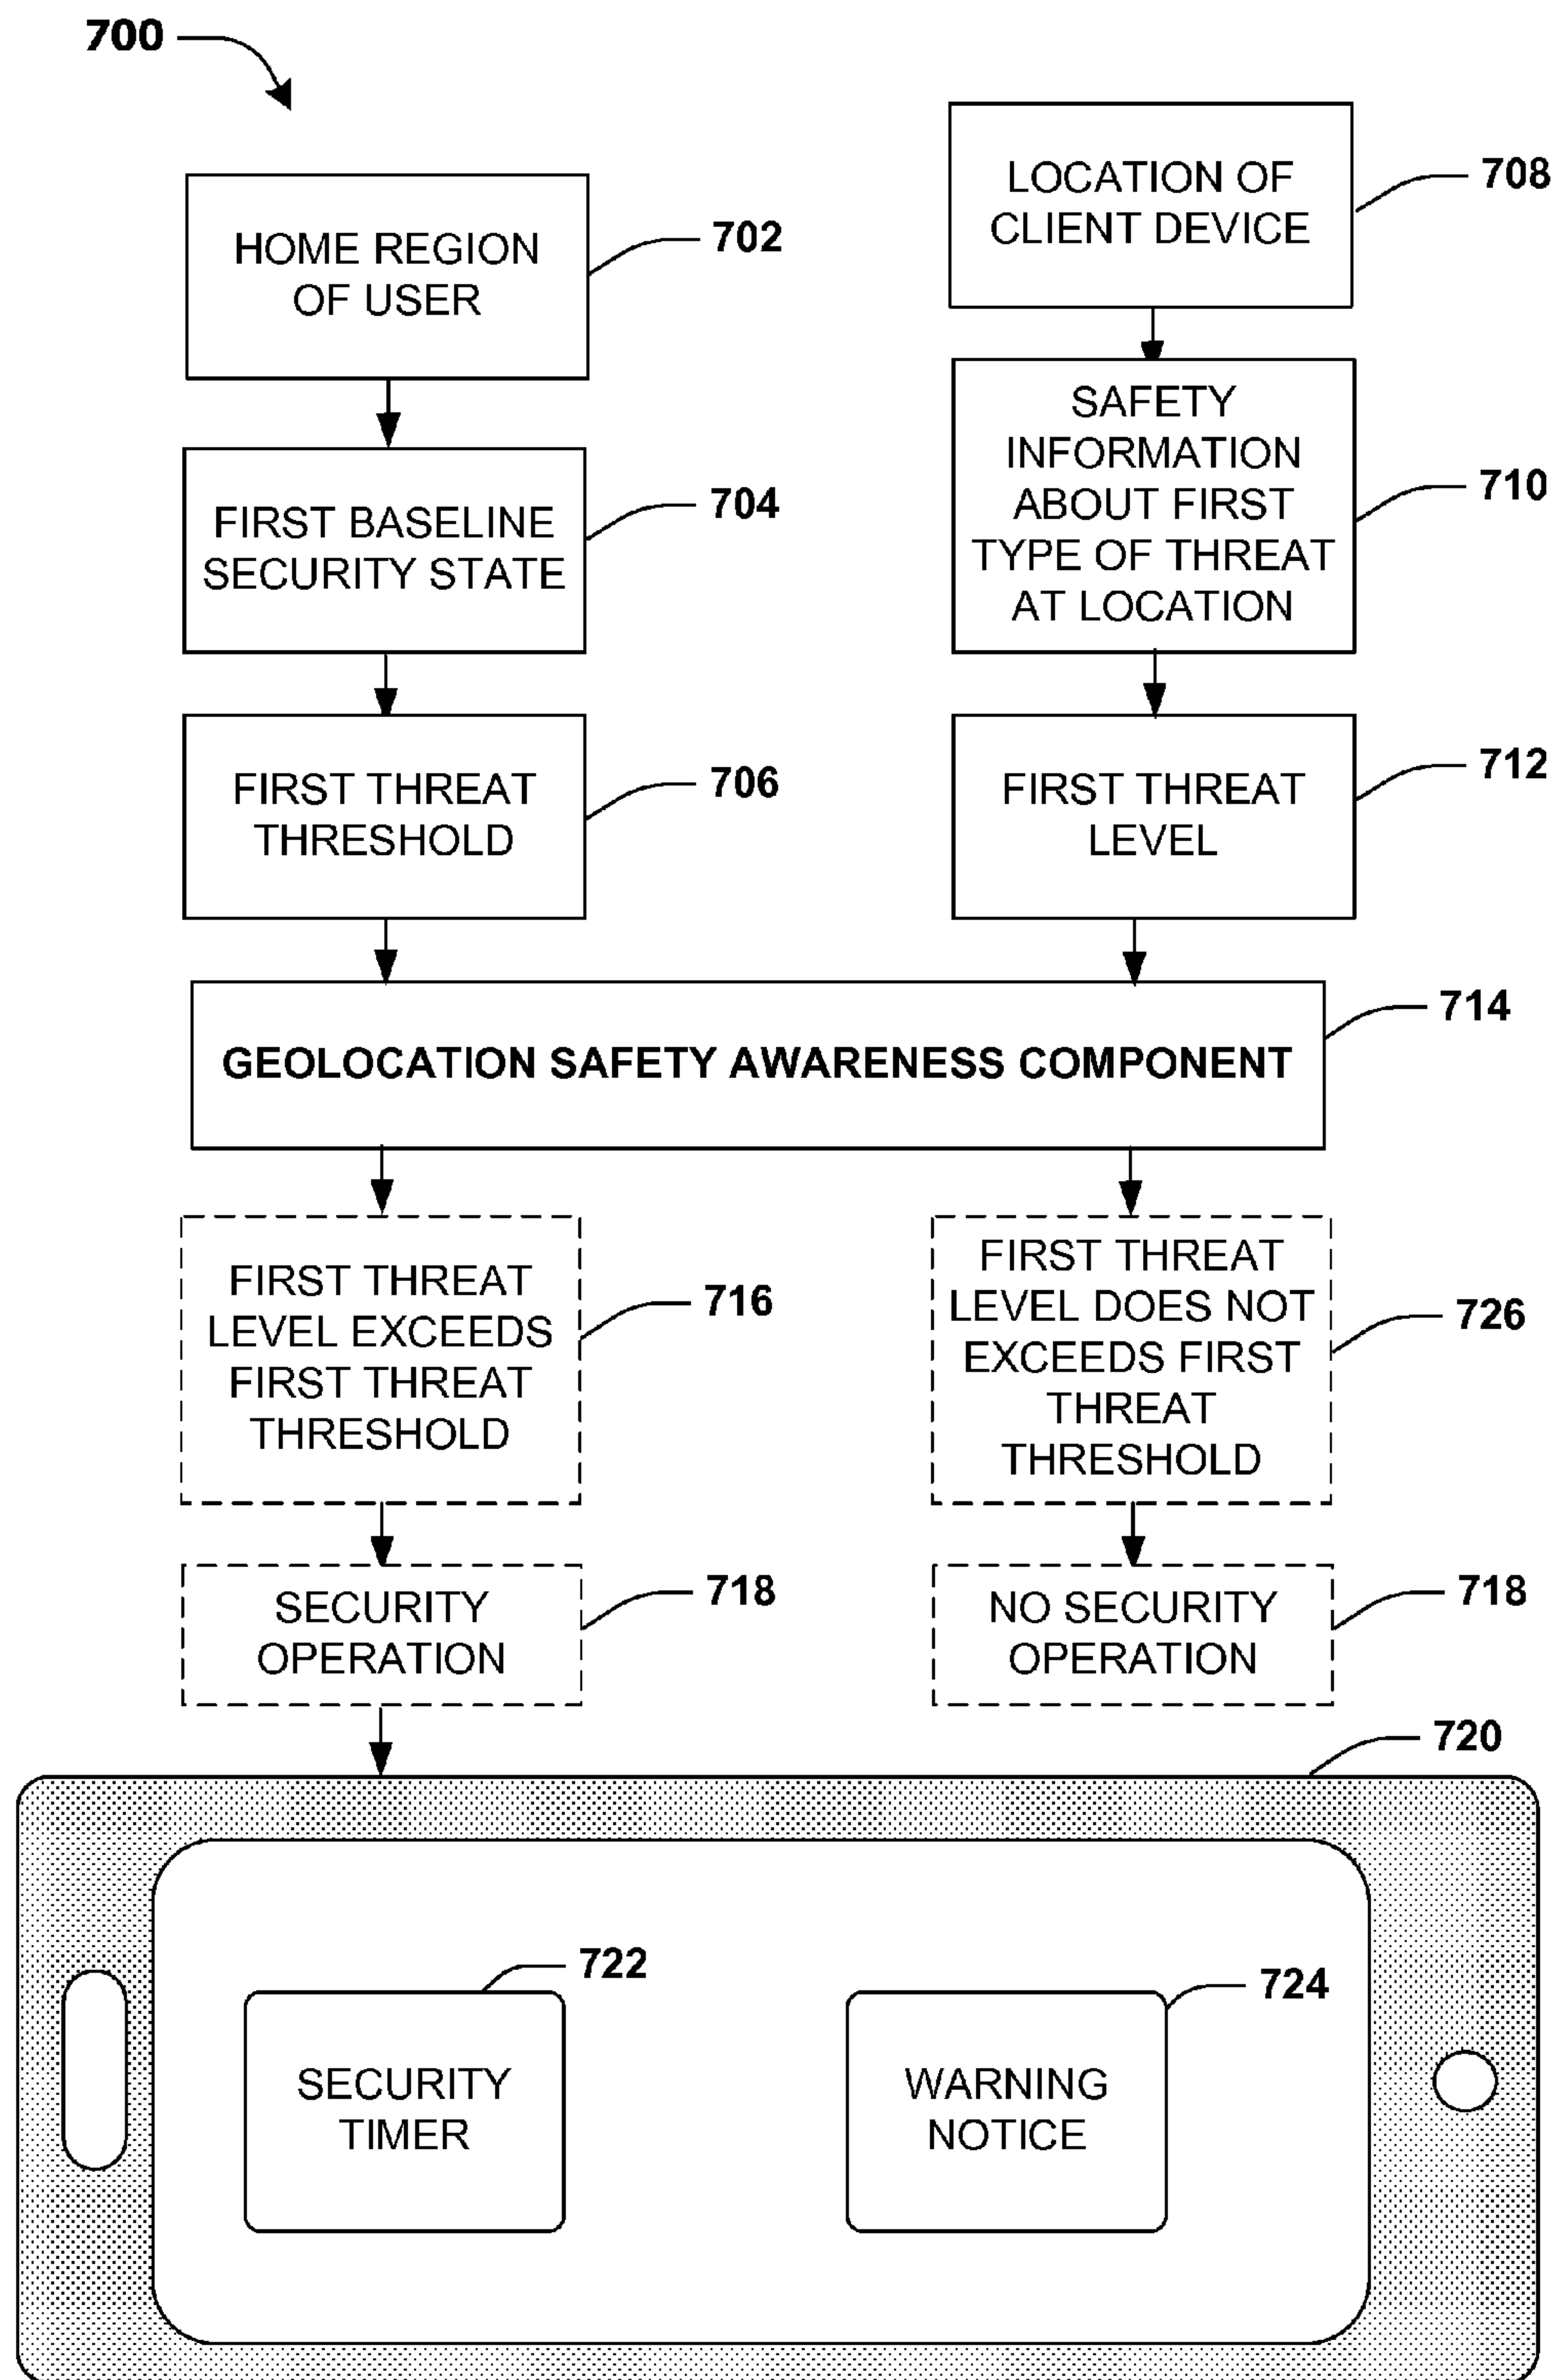 700
HOME REGION
OF USER
702
FIRST BASELINE
SECURITY STATE
704
FIRST THREAT
THRESHOLD
706
LOCATION OF
CLIENT DEVICE
708
SAFETY
INFORMATION
ABOUT FIRST
TYPE OF THREAT
AT LOCATION
710
FIRST THREAT
LEVEL
712
GEOLOCATION SAFETY AWARENESS COMPONENT
714
FIRST THREAT
LEVEL EXCEEDS
FIRST THREAT
THRESHOLD
716
SECURITY
OPERATION
718
FIRST THREAT
LEVEL DOES NOT
EXCEEDS FIRST
THREAT
THRESHOLD
726
NO SECURITY
OPERATION
718
720
SECURITY
TIMER
722
WARNING
NOTICE
724